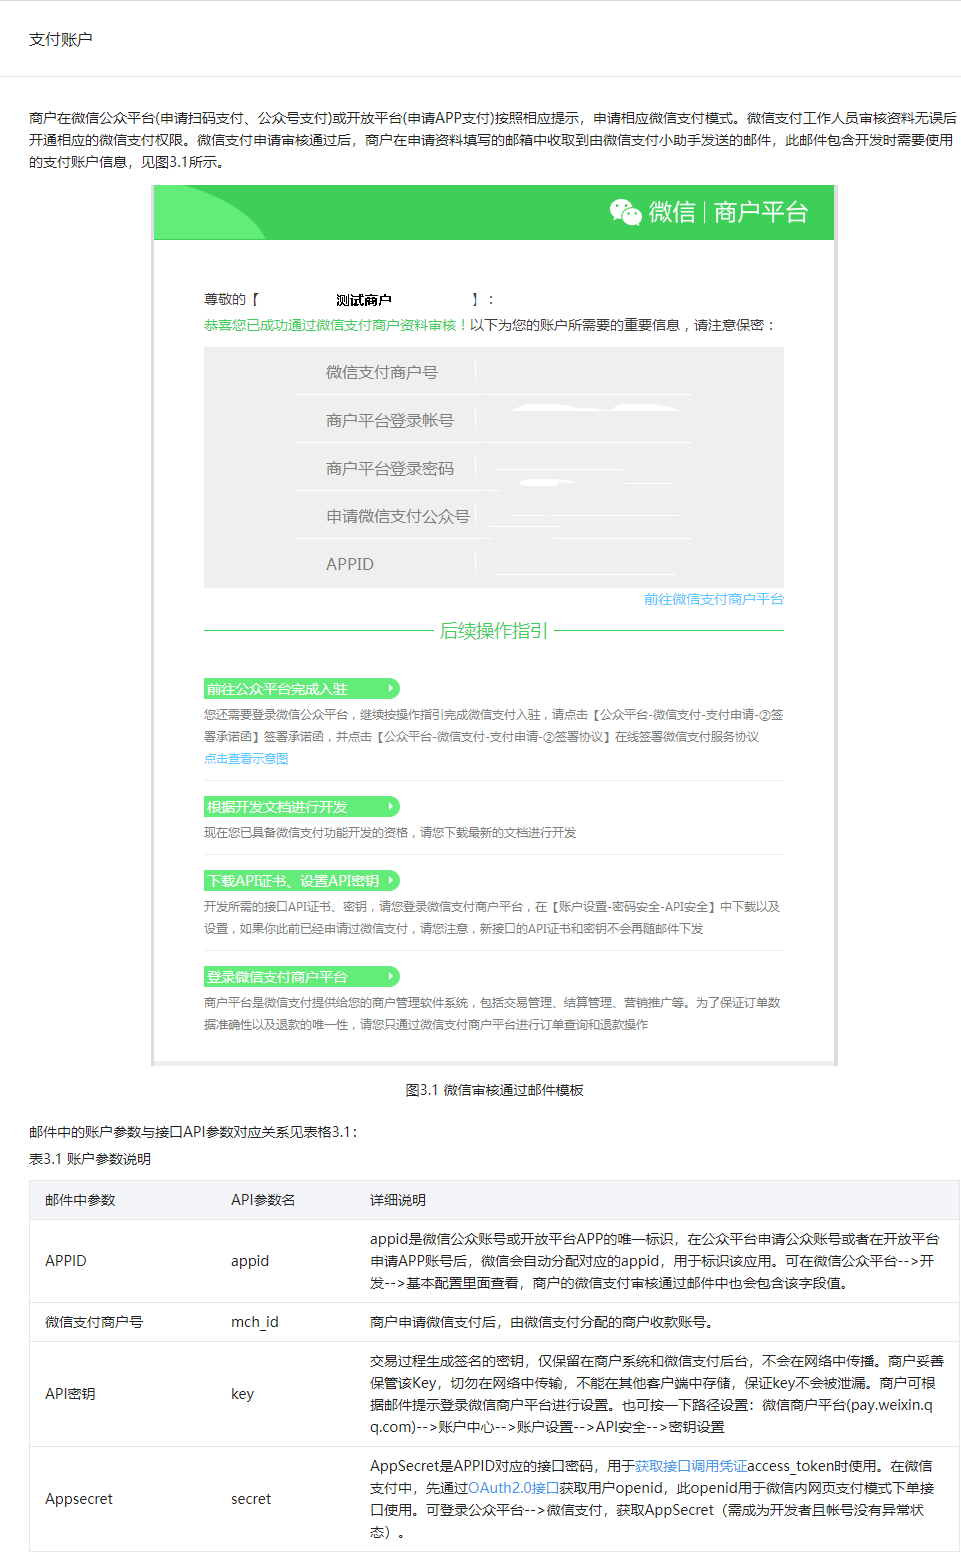 支付账户
商户在微信公众平台(申请扫码支付、公众号支付)或开放平台(申请APP支付)按照相应提示，申请相应微信支付模式。微信支付工作人员审核资料无误后
开通相应的微信支付权限。微信支付申请审核通过后，商户在申请资料填写的邮箱中收取到由微信支付小助手发送的邮件，此邮件包含开发时需要使用
的支付账户信息，见图3.1所示。
微信 | 商户平台
尊敬的【 测试商户 】：
恭喜您已成功通过微信支付商户资料审核！以下为您的账户所需要的重要信息，请注意保密：
微信支付商户号
商户平台登录帐号
商户平台登录密码
申请微信支付公众号
APPID
前往微信支付商户平台
后续操作指引
前往公众平台完成入驻
您还需要登录微信公众平台，继续按操作指引完成微信支付入驻，请点击【公众平台-微信支付-支付申请-②签
署承诺函】签署承诺函，并点击【公众平台-微信支付-支付申请-②签署协议】在线签署微信支付服务协议
点击查看示意图
根据开发文档进行开发
现在您已具备微信支付功能开发的资格，请您下载最新的文档进行开发
下载API证书、设置API密钥
开发所需的接口API证书、密钥，请您登录微信支付商户平台，在【账户设置-密码安全-API安全】中下载以及
设置，如果你此前已经申请过微信支付，请您注意，新接口的API证书和密钥不会再随邮件下发
登录微信支付商户平台
商户平台是微信支付提供给您的商户管理软件系统，包括交易管理、结算管理、营销推广等。为了保证订单数
据准确性以及退款的唯一性，请您只通过微信支付商户平台进行订单查询和退款操作
图3.1 微信审核通过邮件模板
邮件中的账户参数与接口API参数对应关系见表格3.1：
表3.1 账户参数说明
邮件中参数 API参数名 详细说明
APPID appid appid是微信公众账号或开放平台APP的唯一标识，在公众平台申请公众账号或者在开放平台
申请APP账号后，微信会自动分配对应的appid，用于标识该应用。可在微信公众平台-->开
发-->基本配置里面查看，商户的微信支付审核通过邮件中也会包含该字段值。
微信支付商户号 mch_id 商户申请微信支付后，由微信支付分配的商户收款账号。
API密钥 key 交易过程生成签名的密钥，仅保留在商户系统和微信支付后台，不会在网络中传播。商户妥善
保管该Key，切勿在网络中传输，不能在其他客户端中存储，保证key不会被泄漏。商户可根
据邮件提示登录微信商户平台进行设置。也可按一下路径设置：微信商户平台(pay.weixin.q
q.com)-->账户中心-->账户设置-->API安全-->密钥设置
Appsecret secret AppSecret是APPID对应的接口密码，用于获取接口调用凭证access_token时使用。在微信
支付中，先通过OAuth2.0接口获取用户openid，此openid用于微信内网页支付模式下单接
口使用。可登录公众平台-->微信支付，获取AppSecret（需成为开发者且帐号没有异常状
态）。